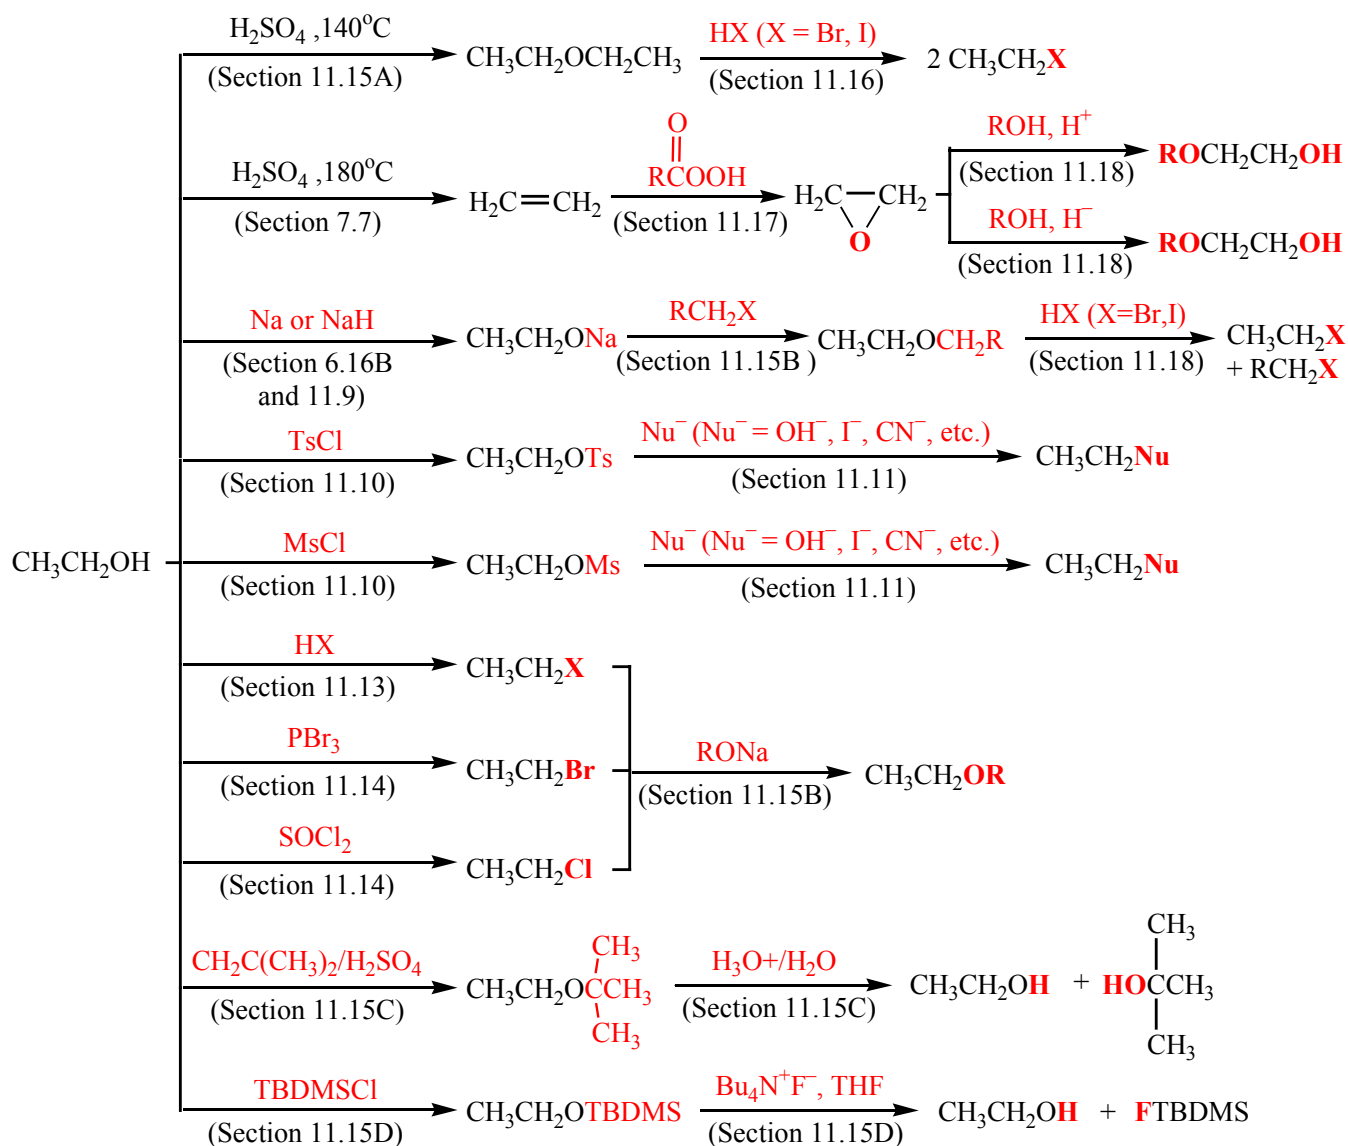 H₂SO₄ ,140°C
(Section 11.15A)
CH₃CH₂OCH₂CH₃
HX (X = Br, I)
(Section 11.16)
2 CH₃CH₂X
H₂SO₄ ,180°C
(Section 7.7)
H₂C=CH₂
O
RCOOH
(Section 11.17)
H₂C—CH₂
O
ROH, H⁺
(Section 11.18)
ROCH₂CH₂OH
ROH, H⁻
(Section 11.18)
ROCH₂CH₂OH
Na or NaH
(Section 6.16B
and 11.9)
CH₃CH₂ONa
RCH₂X
(Section 11.15B )
CH₃CH₂OCH₂R
HX (X=Br,I)
(Section 11.18)
CH₃CH₂X
+ RCH₂X
TsCl
(Section 11.10)
CH₃CH₂OTs
Nu⁻ (Nu⁻ = OH⁻, I⁻, CN⁻, etc.)
(Section 11.11)
CH₃CH₂Nu
CH₃CH₂OH
MsCl
(Section 11.10)
CH₃CH₂OMs
Nu⁻ (Nu⁻ = OH⁻, I⁻, CN⁻, etc.)
(Section 11.11)
CH₃CH₂Nu
HX
(Section 11.13)
CH₃CH₂X
PBr₃
(Section 11.14)
CH₃CH₂Br
RONa
(Section 11.15B)
CH₃CH₂OR
SOCl₂
(Section 11.14)
CH₃CH₂Cl
CH₂C(CH₃)₂/H₂SO₄
(Section 11.15C)
CH₃
CH₃CH₂OCCH₃
CH₃
H₃O+/H₂O
(Section 11.15C)
CH₃CH₂OH +
CH₃
HOCCH₃
CH₃
TBDMSCl
(Section 11.15D)
CH₃CH₂OTBDMS
Bu₄N⁺F⁻, THF
(Section 11.15D)
CH₃CH₂OH + FTBDMS